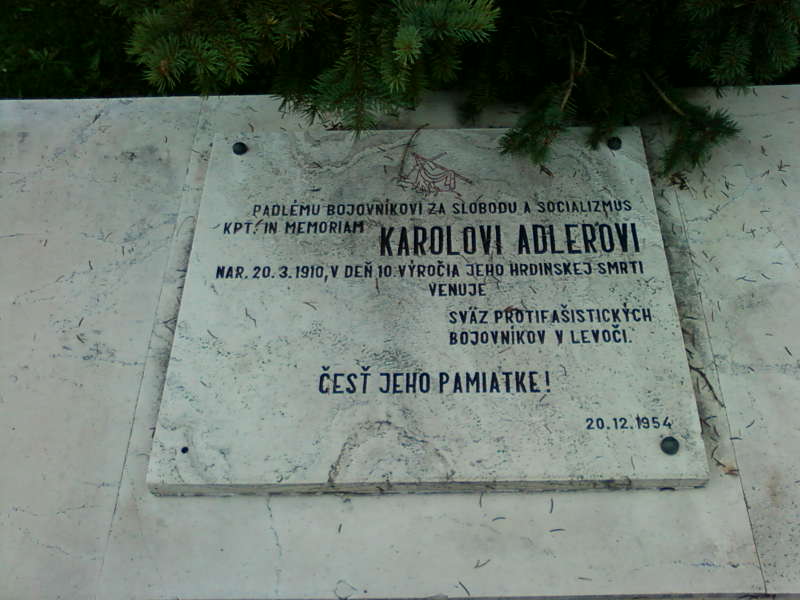 PADLÉMU BOJOVNÍKOVI ZA SLOBODU A SOCIALIZMUS
KPT. IN MEMORIAM KAROLOVI ADLEROVI
NAR. 20.3.1910, V DEŇ 10. VÝROČIA JEHO HRDINSKEJ SMRTI
VENUJE
SVÄZ PROTIFAŠISTICKÝCH
BOJOVNÍKOV V LEVOČI.
ČESŤ JEHO PAMIATKE!
20.12.1954